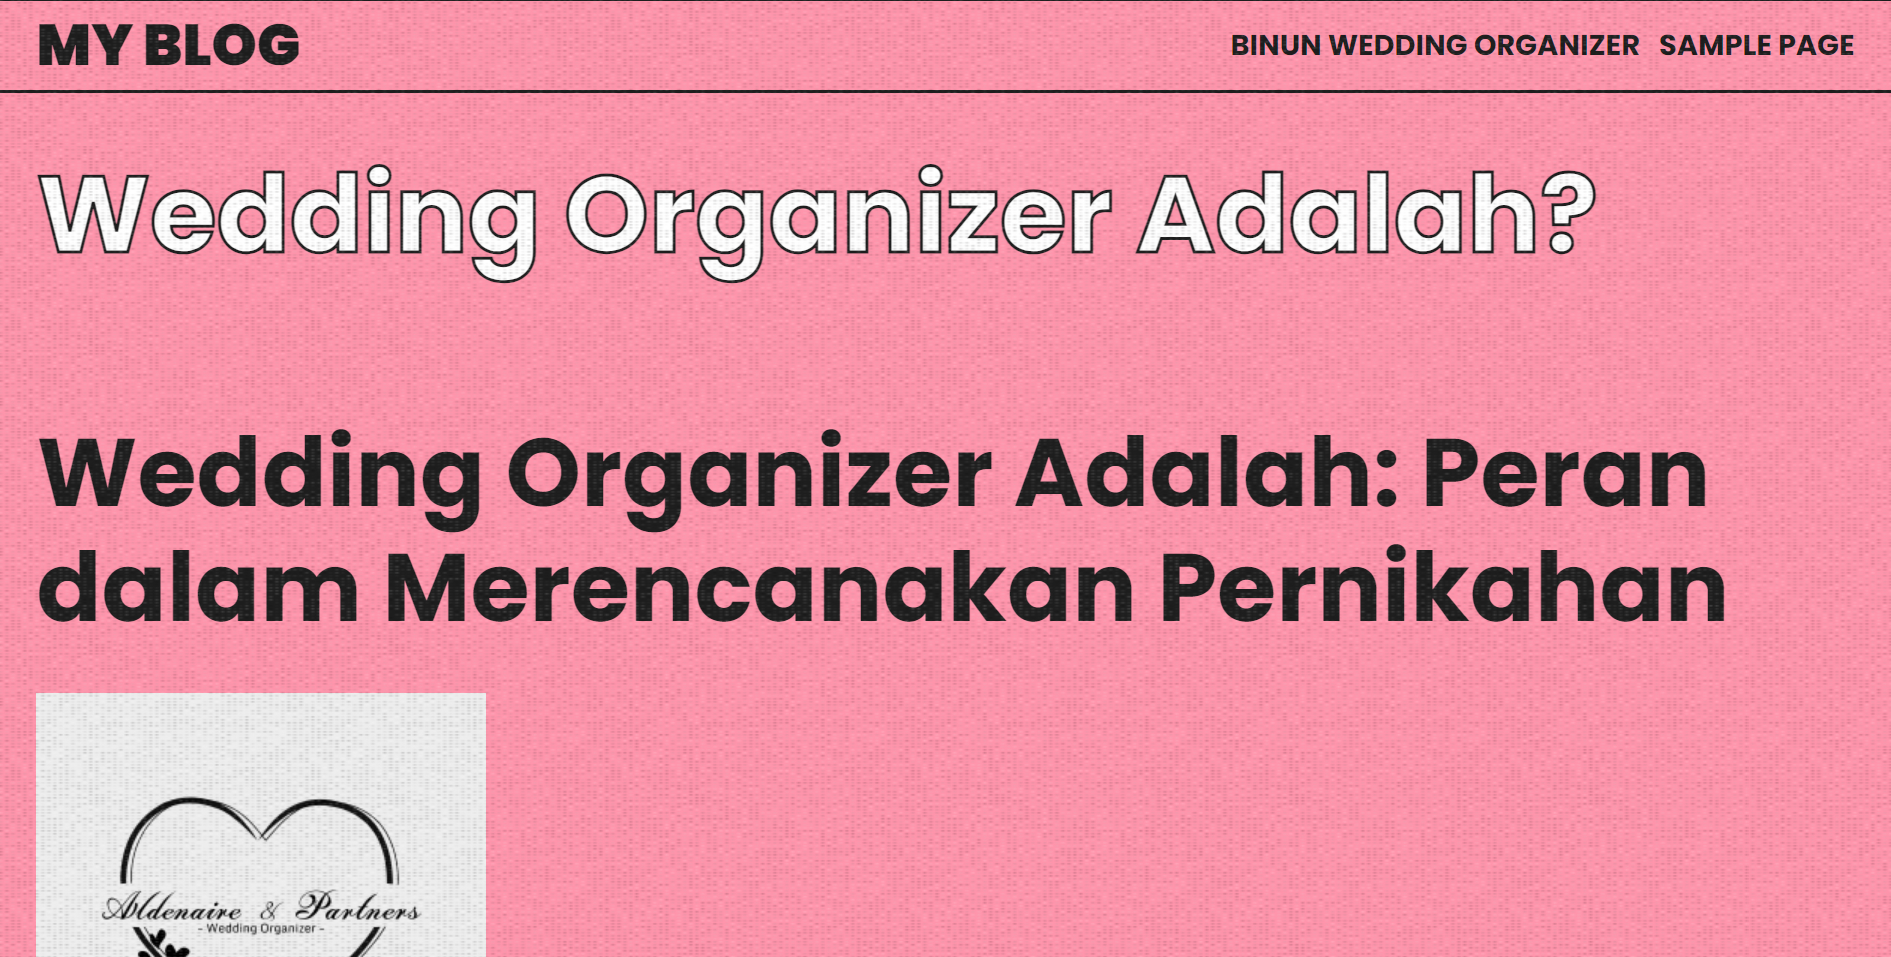 MY BLOG
BINUN WEDDING ORGANIZER SAMPLE PAGE
Wedding Organizer Adalah?
Wedding Organizer Adalah: Peran
dalam Merencanakan Pernikahan
Aldenaire & Partners
- Wedding Organizer -